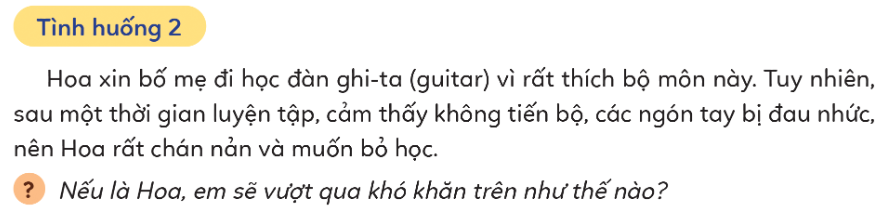 Tình huống 2
Hoa xin bố mẹ đi học đàn ghi-ta (guitar) vì rất thích bộ môn này. Tuy nhiên,
sau một thời gian luyện tập, cảm thấy không tiến bộ, các ngón tay bị đau nhức,
nên Hoa rất chán nản và muốn bỏ học.
? Nếu là Hoa, em sẽ vượt qua khó khăn trên như thế nào?